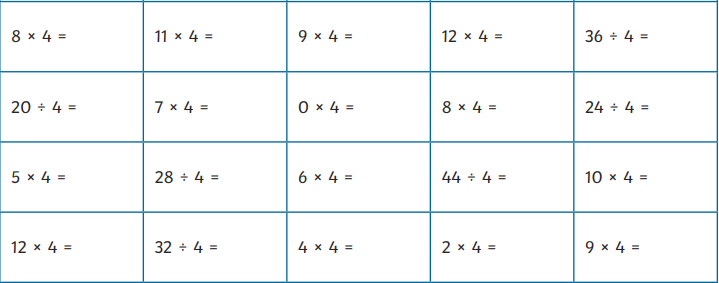 8 × 4 = 11 × 4 = 9 × 4 = 12 × 4 = 36 ÷ 4 =
20 ÷ 4 = 7 × 4 = 0 × 4 = 8 × 4 = 24 ÷ 4 =
5 × 4 = 28 ÷ 4 = 6 × 4 = 44 ÷ 4 = 10 × 4 =
12 × 4 = 32 ÷ 4 = 4 × 4 = 2 × 4 = 9 × 4 =